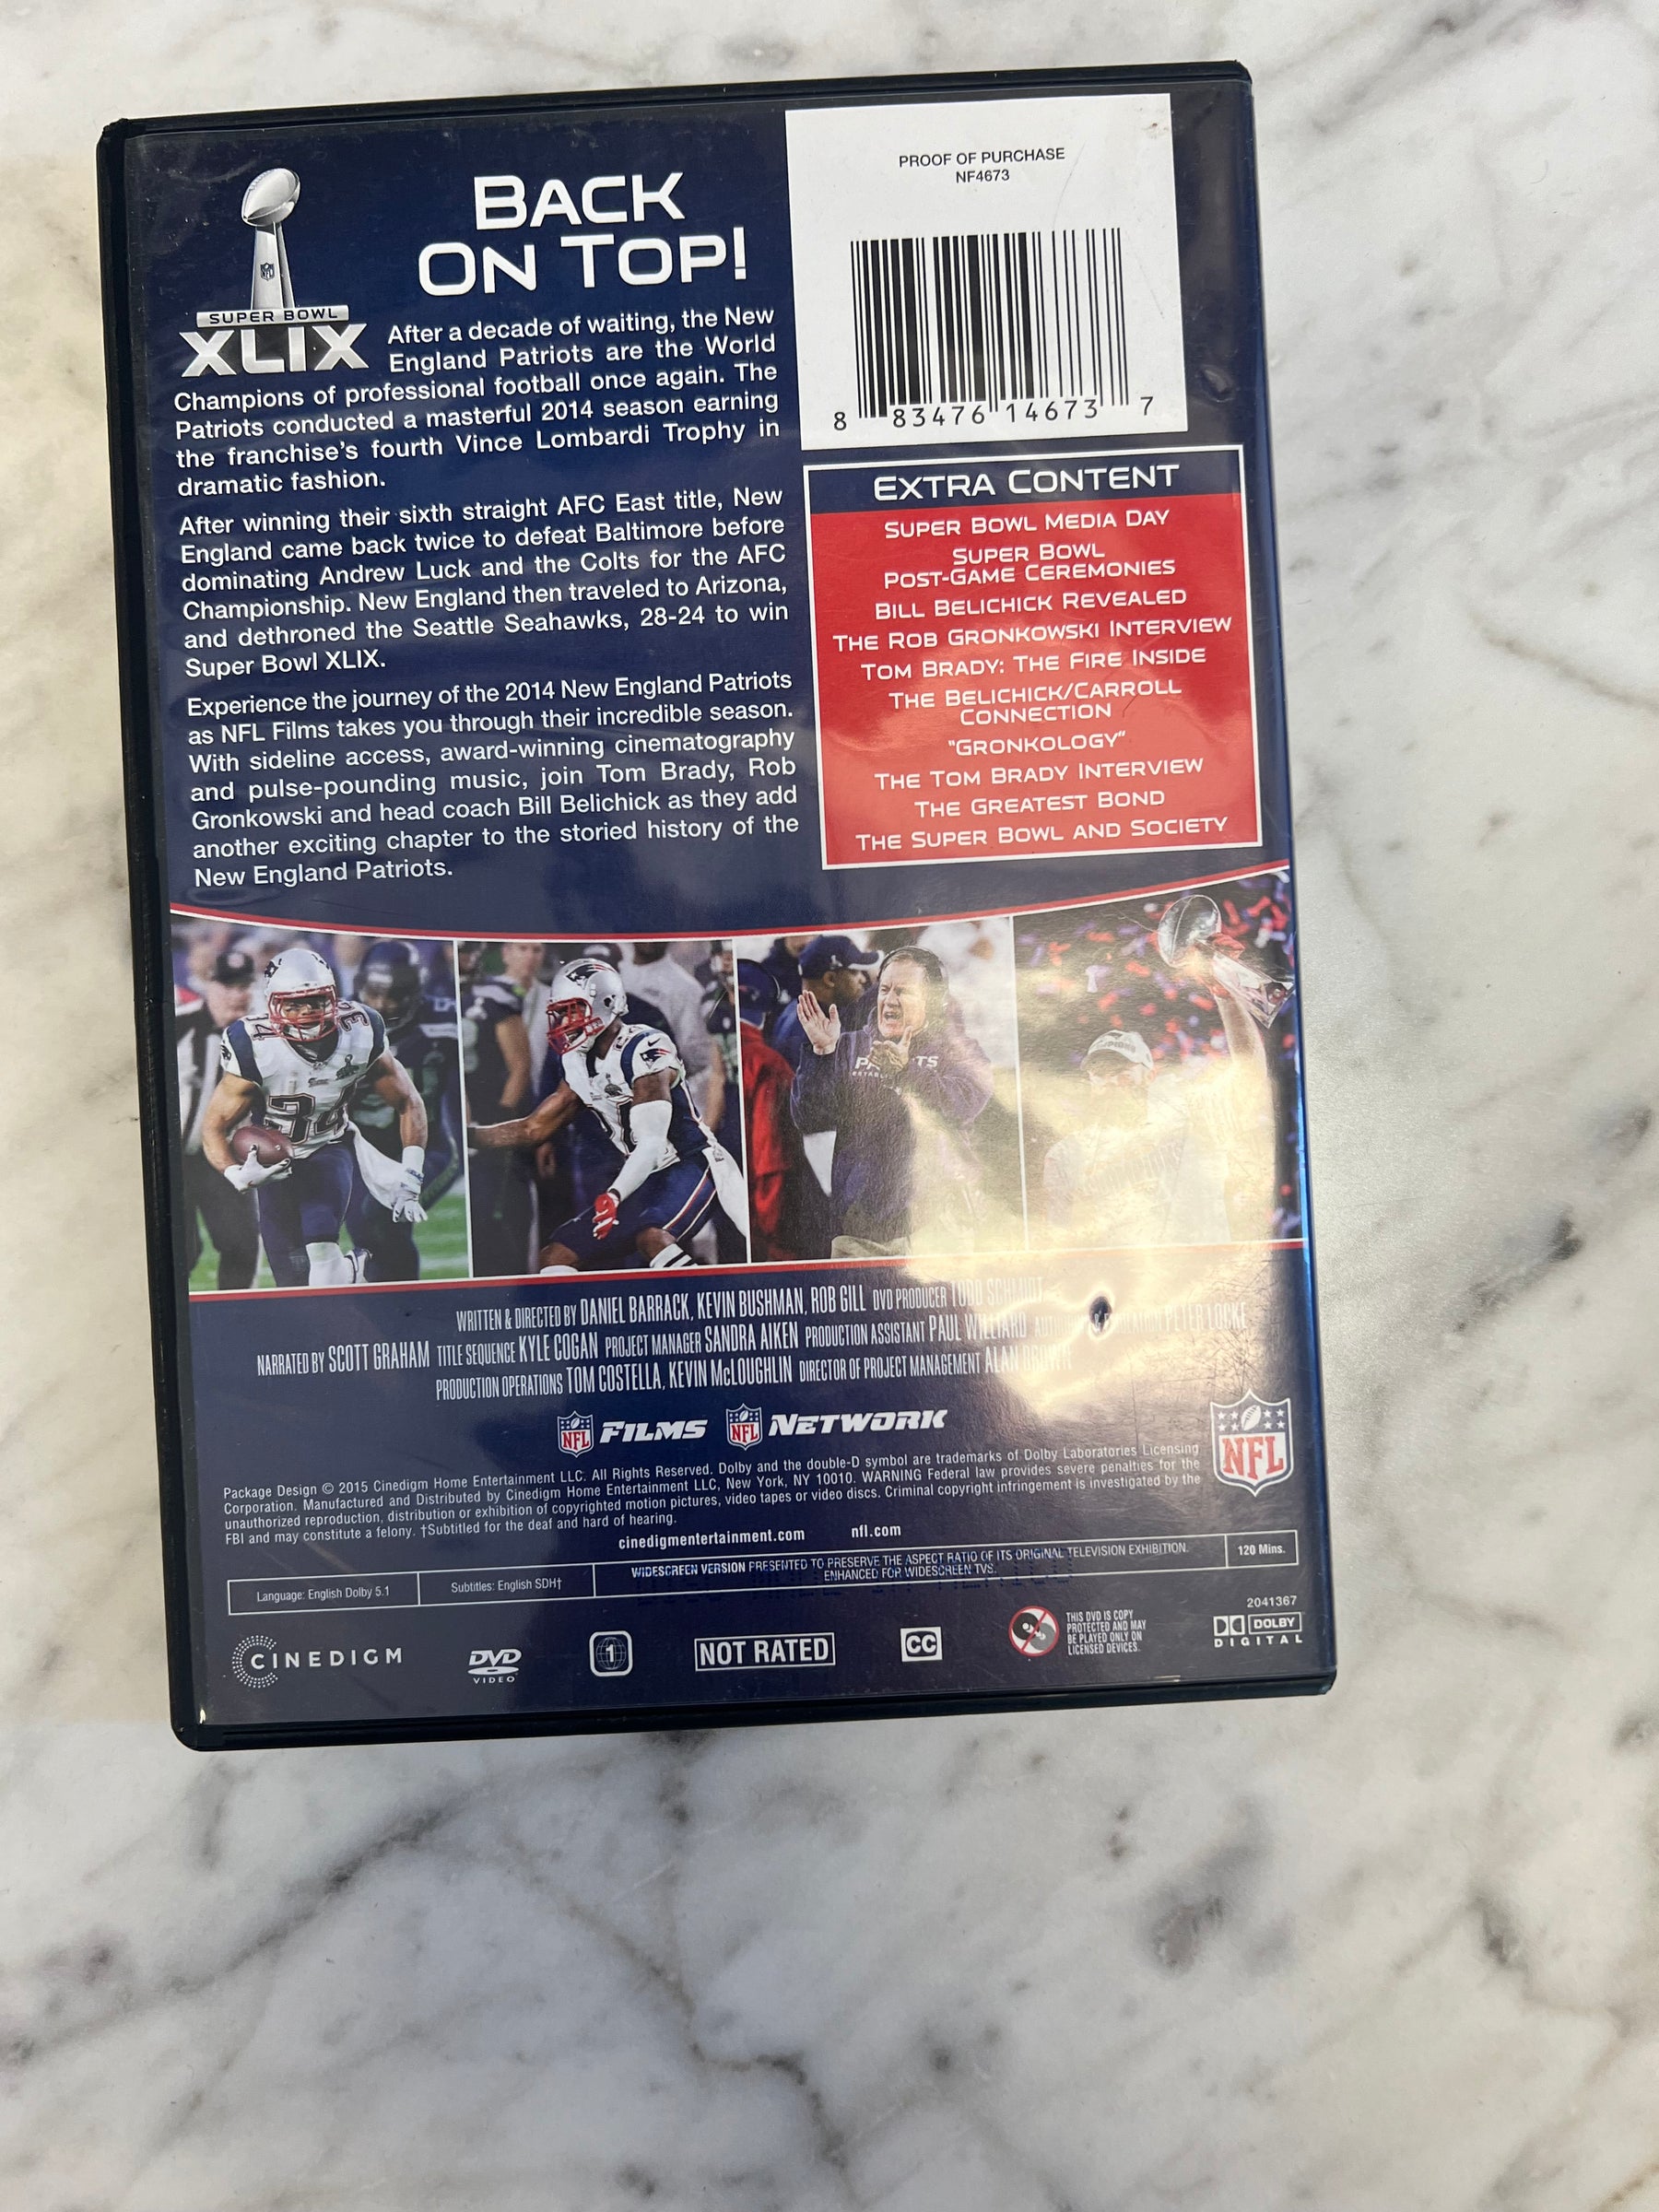 BACK
ON TOP!
SUPER BOWL
XLIX
After a decade of waiting, the New
England Patriots are the World
Champions of professional football once again. The
Patriots conducted a masterful 2014 season earning
the franchise's fourth Vince Lombardi Trophy in
dramatic fashion.
After winning their sixth straight AFC East title, New
England came back twice to defeat Baltimore before
dominating Andrew Luck and the Colts for the AFC
Championship. New England then traveled to Arizona,
and dethroned the Seattle Seahawks, 28-24 to win
Super Bowl XLIX.
Experience the journey of the 2014 New England Patriots
as NFL Films takes you through their incredible season.
With sideline access, award-winning cinematography
and pulse-pounding music, join Tom Brady, Rob
Gronkowski and head coach Bill Belichick as they add
another exciting chapter to the storied history of the
New England Patriots.
PROOF OF PURCHASE
NF4673
8 83476 14673 7
EXTRA CONTENT
SUPER BOWL MEDIA DAY
SUPER BOWL
POST-GAME CEREMONIES
BILL BELICHICK REVEALED
THE ROB GRONKOWSKI INTERVIEW
TOM BRADY: THE FIRE INSIDE
THE BELICHICK/CARROLL
CONNECTION
"GRONKOLOGY"
THE TOM BRADY INTERVIEW
THE GREATEST BOND
THE SUPER BOWL AND SOCIETY
34
WRITTEN & DIRECTED BY DANIEL BARRACK, KEVIN BUSHMAN, ROB GILL DVD PRODUCER TODD SCHMIDT
NARRATED BY SCOTT GRAHAM TITLE SEQUENCE KYLE COGAN PROJECT MANAGER SANDRA AIKEN PRODUCTION ASSISTANT PAUL WILLIARD PETER LOCKE
PRODUCTION OPERATIONS TOM COSTELLA, KEVIN McLOUGHLIN DIRECTOR OF PROJECT MANAGEMENT ALAN BROWN
NFL FILMS NFL NETWORK
NFL
Package Design © 2015 Cinedigm Home Entertainment LLC. All Rights Reserved. Dolby and the double-D symbol are trademarks of Dolby Laboratories Licensing
Corporation. Manufactured and Distributed by Cinedigm Home Entertainment LLC, New York, NY 10010. WARNING Federal law provides severe penalties for the
unauthorized reproduction, distribution or exhibition of copyrighted motion pictures, video tapes or video discs. Criminal copyright infringement is investigated by the
FBI and may constitute a felony. †Subtitled for the deaf and hard of hearing.
cinedigmentertainment.com nfl.com
Language: English Dolby 5.1
Subtitles: English SDH†
WIDESCREEN VERSION PRESENTED TO PRESERVE THE ASPECT RATIO OF ITS ORIGINAL TELEVISION EXHIBITION.
ENHANCED FOR WIDESCREEN TVS.
120 Mins.
CINEDIGM
DVD
VIDEO
1
NOT RATED
CC
THIS DVD IS COPY
PROTECTED AND MAY
BE PLAYED ONLY ON
LICENSED DEVICES.
2041367
DOLBY
DIGITAL